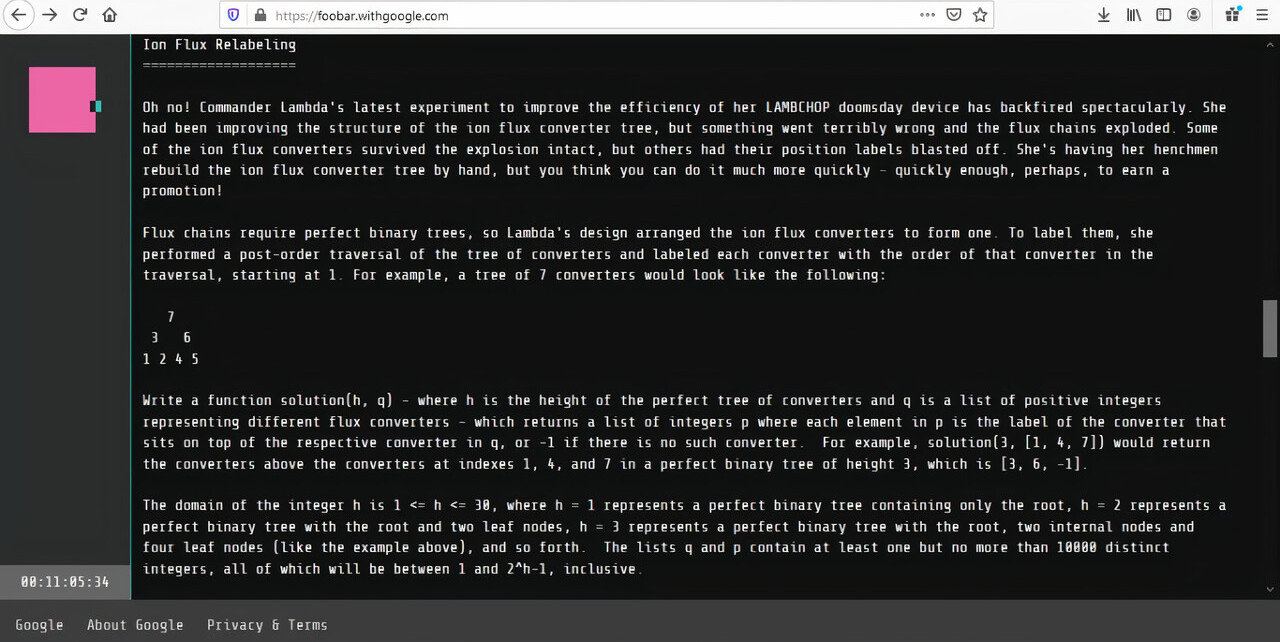 https://foobar.withgoogle.com
Ion Flux Relabeling
===================
Oh no! Commander Lambda's latest experiment to improve the efficiency of her LAMBCHOP doomsday device has backfired spectacularly. She
had been improving the structure of the ion flux converter tree, but something went terribly wrong and the flux chains exploded. Some
of the ion flux converters survived the explosion intact, but others had their position labels blasted off. She's having her henchmen
rebuild the ion flux converter tree by hand, but you think you can do it much more quickly - quickly enough, perhaps, to earn a
promotion!
Flux chains require perfect binary trees, so Lambda's design arranged the ion flux converters to form one. To label them, she
performed a post-order traversal of the tree of converters and labeled each converter with the order of that converter in the
traversal, starting at 1. For example, a tree of 7 converters would look like the following:
7
3 6
1 2 4 5
Write a function solution(h, q) - where h is the height of the perfect tree of converters and q is a list of positive integers
representing different flux converters - which returns a list of integers p where each element in p is the label of the converter that
sits on top of the respective converter in q, or -1 if there is no such converter.  For example, solution(3, [1, 4, 7]) would return
the converters above the converters at indexes 1, 4, and 7 in a perfect binary tree of height 3, which is [3, 6, -1].
The domain of the integer h is 1 <= h <= 30, where h = 1 represents a perfect binary tree containing only the root, h = 2 represents a
perfect binary tree with the root and two leaf nodes, h = 3 represents a perfect binary tree with the root, two internal nodes and
four leaf nodes (like the example above), and so forth.  The lists q and p contain at least one but no more than 10000 distinct
integers, all of which will be between 1 and 2^h-1, inclusive.
00:11:05:34
Google About Google Privacy & Terms